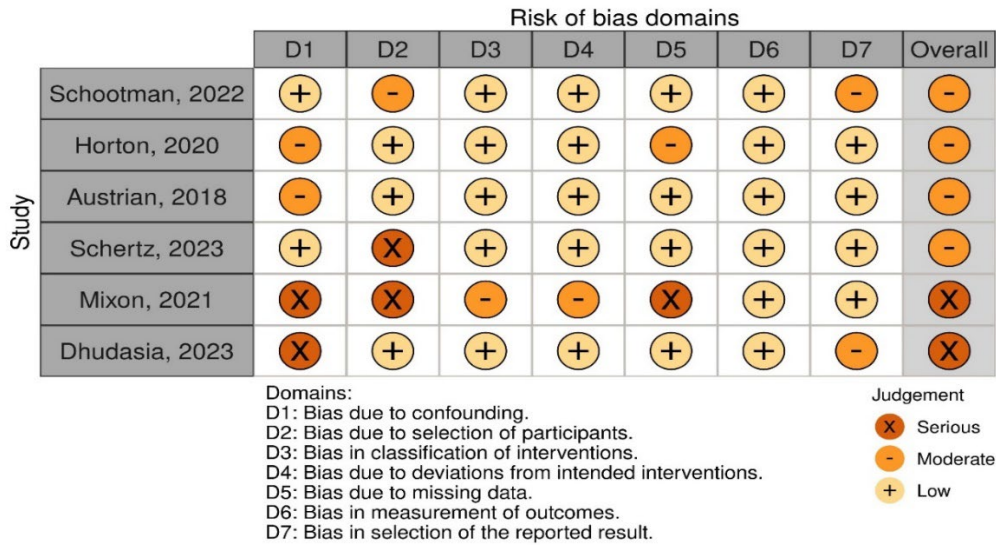 Risk of bias domains
D1 D2 D3 D4 D5 D6 D7 Overall
Study
Schootman, 2022 + - + + + + - -
Horton, 2020 - + + + - + + -
Austrian, 2018 - + + + + + + -
Schertz, 2023 + X + + + + + -
Mixon, 2021 X X - - X + + X
Dhudasia, 2023 X + + + + + - X
Domains:
D1: Bias due to confounding.
D2: Bias due to selection of participants.
D3: Bias in classification of interventions.
D4: Bias due to deviations from intended interventions.
D5: Bias due to missing data.
D6: Bias in measurement of outcomes.
D7: Bias in selection of the reported result.
Judgement
X Serious
- Moderate
+ Low